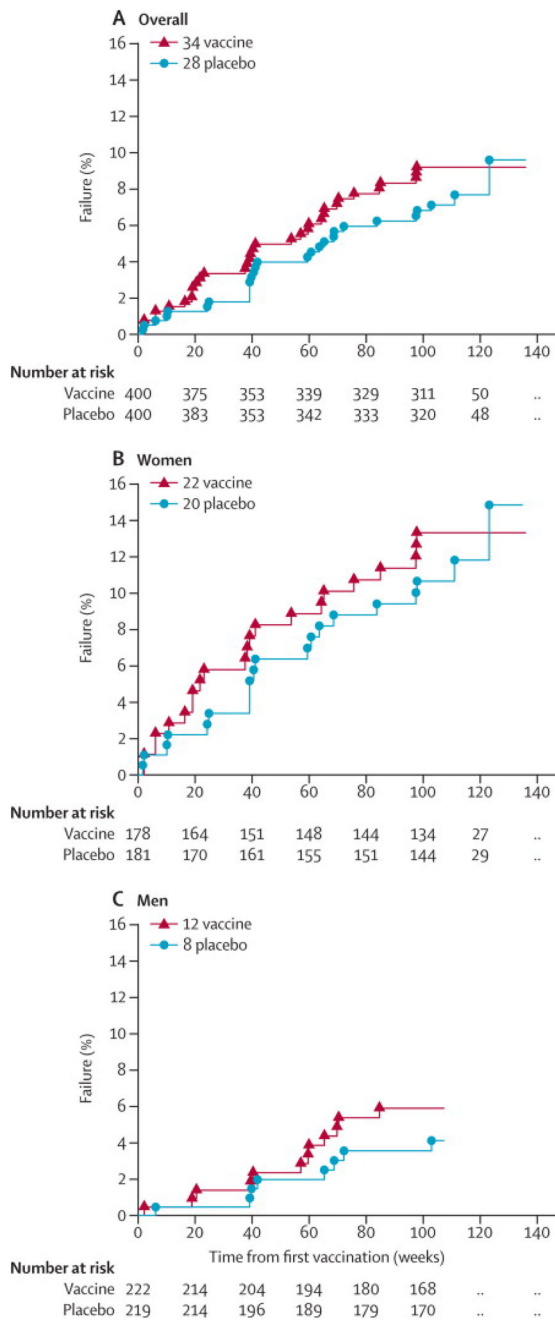 A Overall
34 vaccine
28 placebo
16
14
12
10
8
6
4
2
0
Failure (%)
0 20 40 60 80 100 120 140
Number at risk
Vaccine 400 375 353 339 329 311 50 ..
Placebo 400 383 353 342 333 320 48 ..
B Women
22 vaccine
20 placebo
16
14
12
10
8
6
4
2
0
Failure (%)
0 20 40 60 80 100 120 140
Number at risk
Vaccine 178 164 151 148 144 134 27 ..
Placebo 181 170 161 155 151 144 29 ..
C Men
12 vaccine
8 placebo
16
14
12
10
8
6
4
2
0
Failure (%)
0 20 40 60 80 100 120 140
Time from first vaccination (weeks)
Number at risk
Vaccine 222 214 204 194 180 168 .. ..
Placebo 219 214 196 189 179 170 .. ..